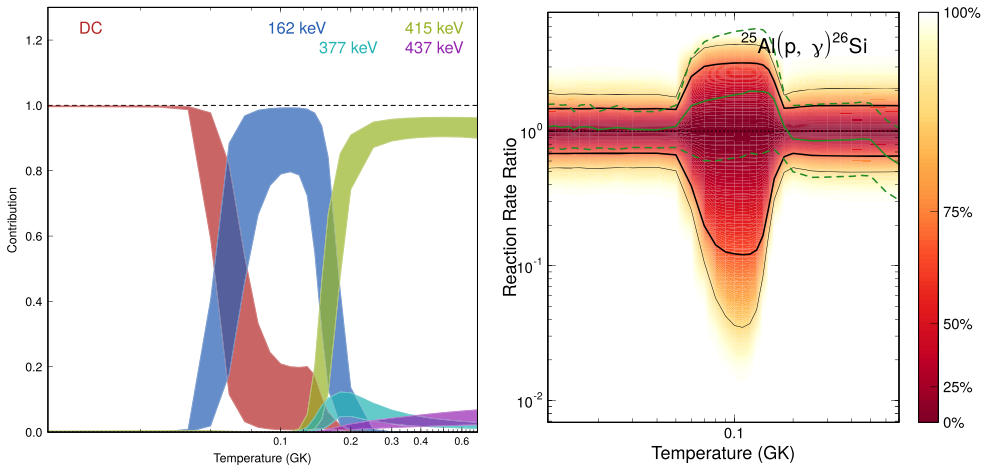 DC
162 keV
415 keV
377 keV
437 keV
1.2
1.0
0.8
0.6
0.4
0.2
0.0
Contribution
0.1
0.2
0.3
0.4
0.6
Temperature (GK)
²⁵Al(p, γ)²⁶Si
10⁰
10⁻¹
10⁻²
Reaction Rate Ratio
0.1
Temperature (GK)
100%
75%
50%
25%
0%